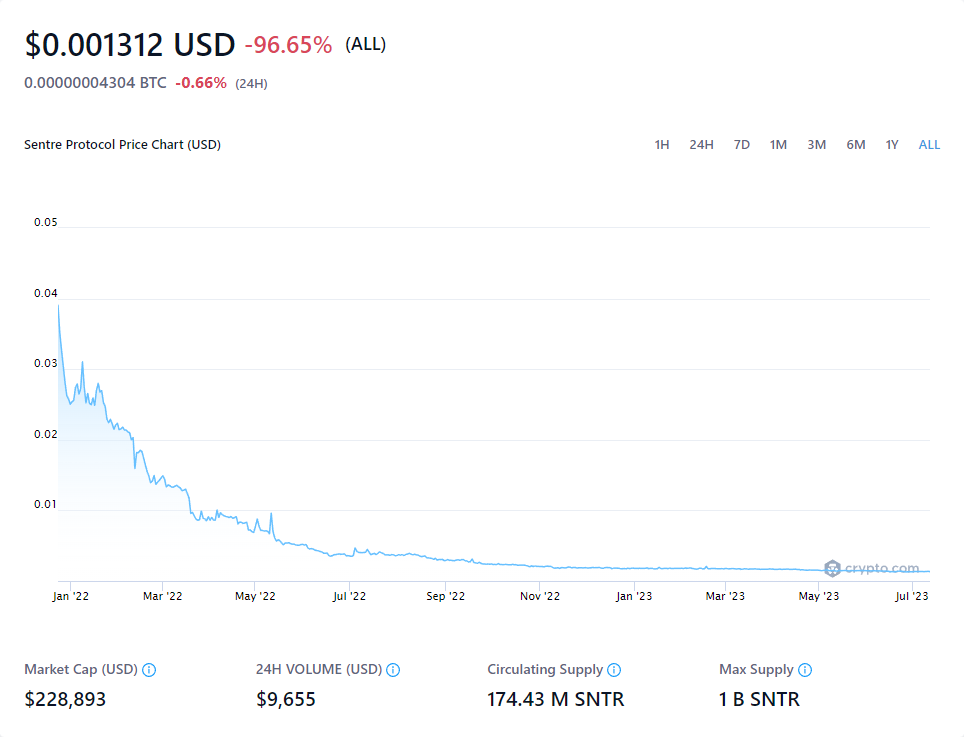 $0.001312 USD -96.65% (ALL)
0.00000004304 BTC -0.66% (24H)
Sentre Protocol Price Chart (USD) 1H 24H 7D 1M 3M 6M 1Y ALL
0.05
0.04
0.03
0.02
0.01
crypto.com
Jan '22 Mar '22 May '22 Jul '22 Sep '22 Nov '22 Jan '23 Mar '23 May '23 Jul '23
Market Cap (USD) 24H VOLUME (USD) Circulating Supply Max Supply
$228,893 $9,655 174.43 M SNTR 1 B SNTR